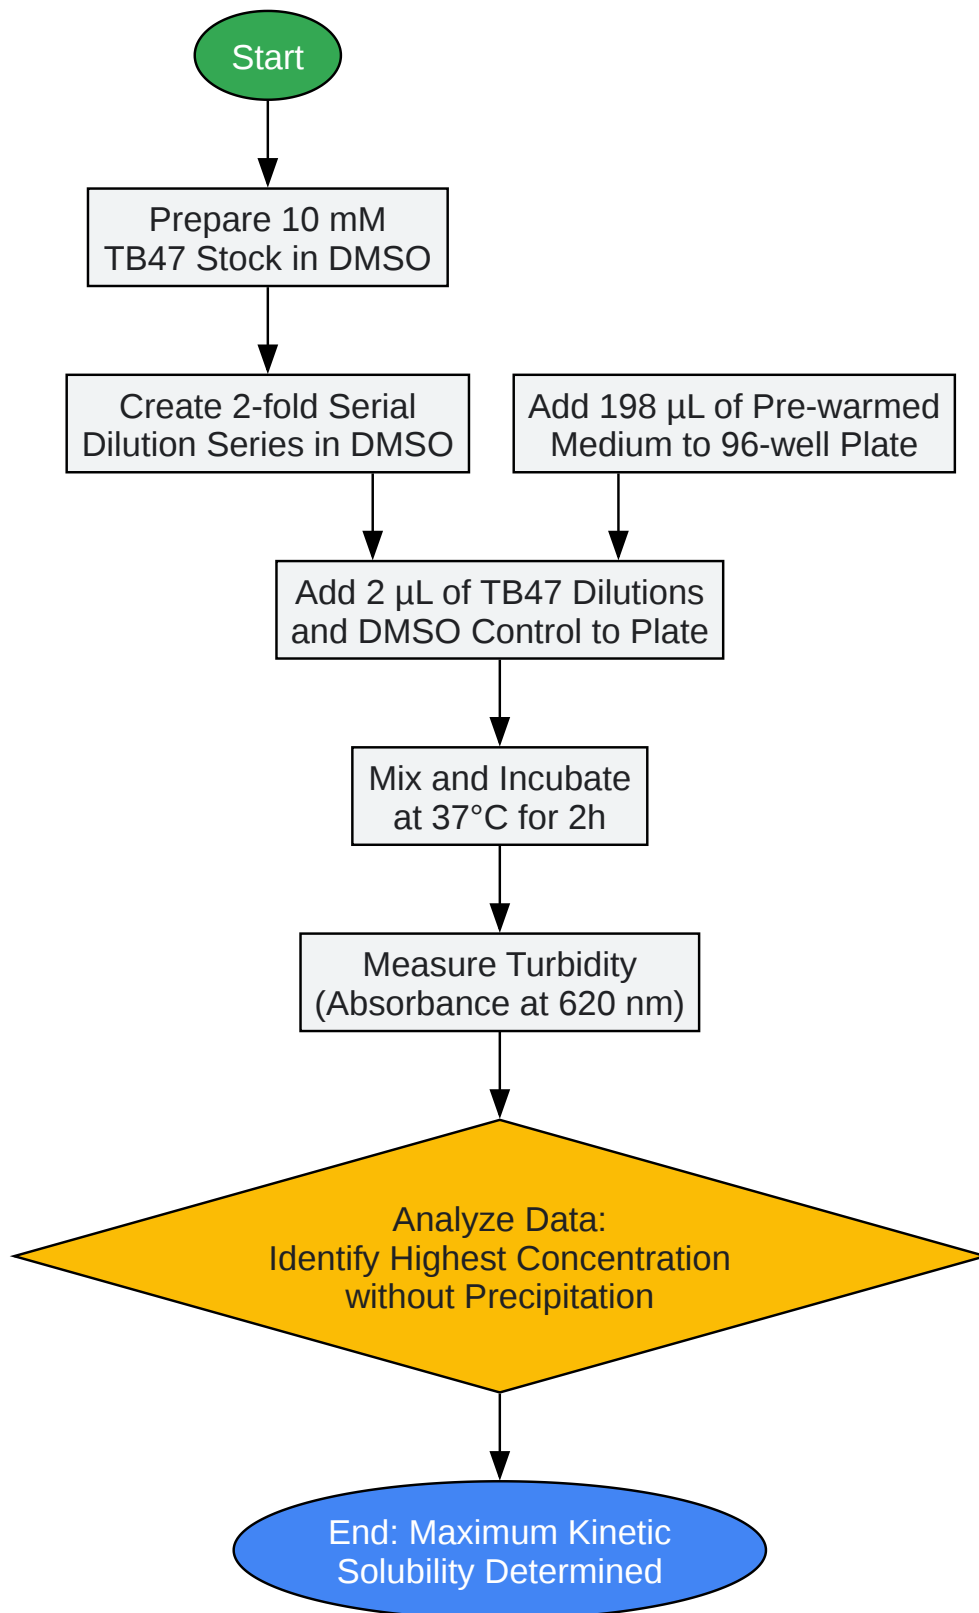 Start
Prepare 10 mM
TB47 Stock in DMSO
Create 2-fold Serial
Dilution Series in DMSO
Add 198 µL of Pre-warmed
Medium to 96-well Plate
Add 2 µL of TB47 Dilutions
and DMSO Control to Plate
Mix and Incubate
at 37°C for 2h
Measure Turbidity
(Absorbance at 620 nm)
Analyze Data:
Identify Highest Concentration
without Precipitation
End: Maximum Kinetic
Solubility Determined